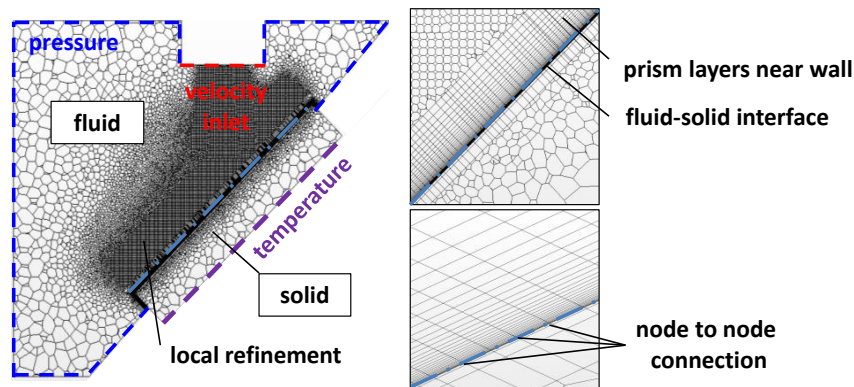 pressure
velocity
inlet
fluid
temperature
solid
local refinement
prism layers near wall
fluid-solid interface
node to node
connection